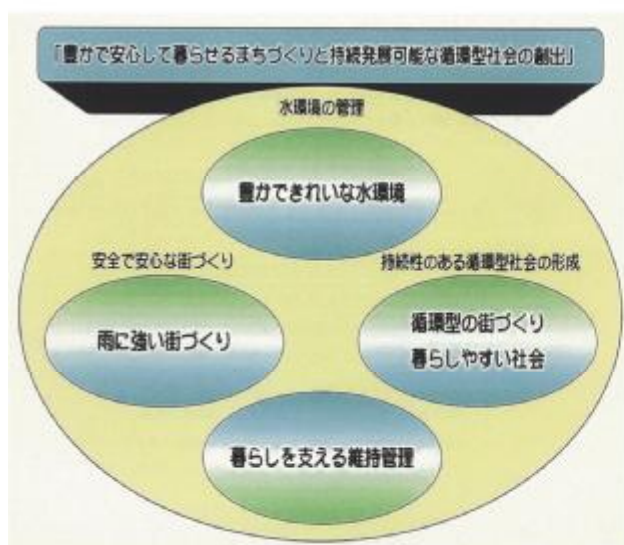 「豊かで安心して暮らせるまちづくりと持続発展可能な循環型社会の創出」
水環境の管理
豊かできれいな水環境
安全で安心な街づくり
持続性のある循環型社会の形成
雨に強い街づくり
循環型の街づくり
暮らしやすい社会
暮らしを支える維持管理